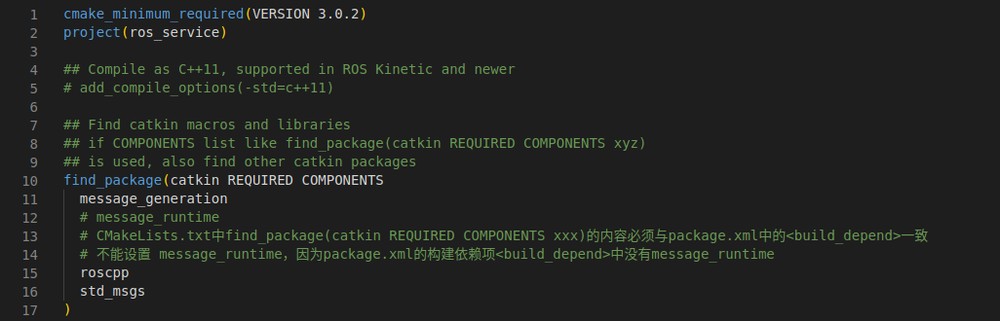 1 cmake_minimum_required(VERSION 3.0.2)
2 project(ros_service)
3
4 ## Compile as C++11, supported in ROS Kinetic and newer
5 # add_compile_options(-std=c++11)
6
7 ## Find catkin macros and libraries
8 ## if COMPONENTS list like find_package(catkin REQUIRED COMPONENTS xyz)
9 ## is used, also find other catkin packages
10 find_package(catkin REQUIRED COMPONENTS
11 message_generation
12 # message_runtime
13 # CMakeLists.txt中find_package(catkin REQUIRED COMPONENTS xxx)的内容必须与package.xml中的<build_depend>一致
14 # 不能设置 message_runtime，因为package.xml的构建依赖项<build_depend>中没有message_runtime
15 roscpp
16 std_msgs
17 )